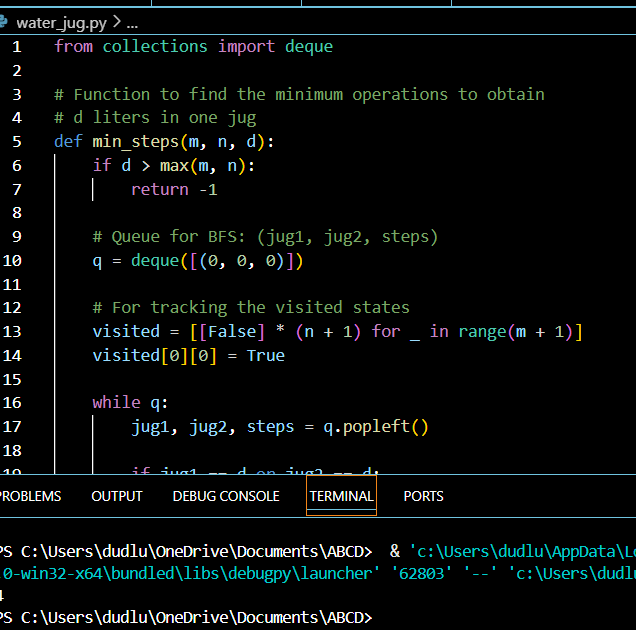 water_jug.py > ...
1 from collections import deque
2
3 # Function to find the minimum operations to obtain
4 # d liters in one jug
5 def min_steps(m, n, d):
6     if d > max(m, n):
7         return -1
8
9     # Queue for BFS: (jug1, jug2, steps)
10     q = deque([(0, 0, 0)])
11
12     # For tracking the visited states
13     visited = [[False] * (n + 1) for _ in range(m + 1)]
14     visited[0][0] = True
15
16     while q:
17         jug1, jug2, steps = q.popleft()
18
19         if jug1 == d or jug2 == d:
PROBLEMS OUTPUT DEBUG CONSOLE TERMINAL PORTS
PS C:\Users\dudlu\OneDrive\Documents\ABCD>  & 'c:\Users\dudlu\AppData\Lo
.0-win32-x64\bundled\libs\debugpy\launcher' '62803' '--' 'c:\Users\dudlu
4
PS C:\Users\dudlu\OneDrive\Documents\ABCD>